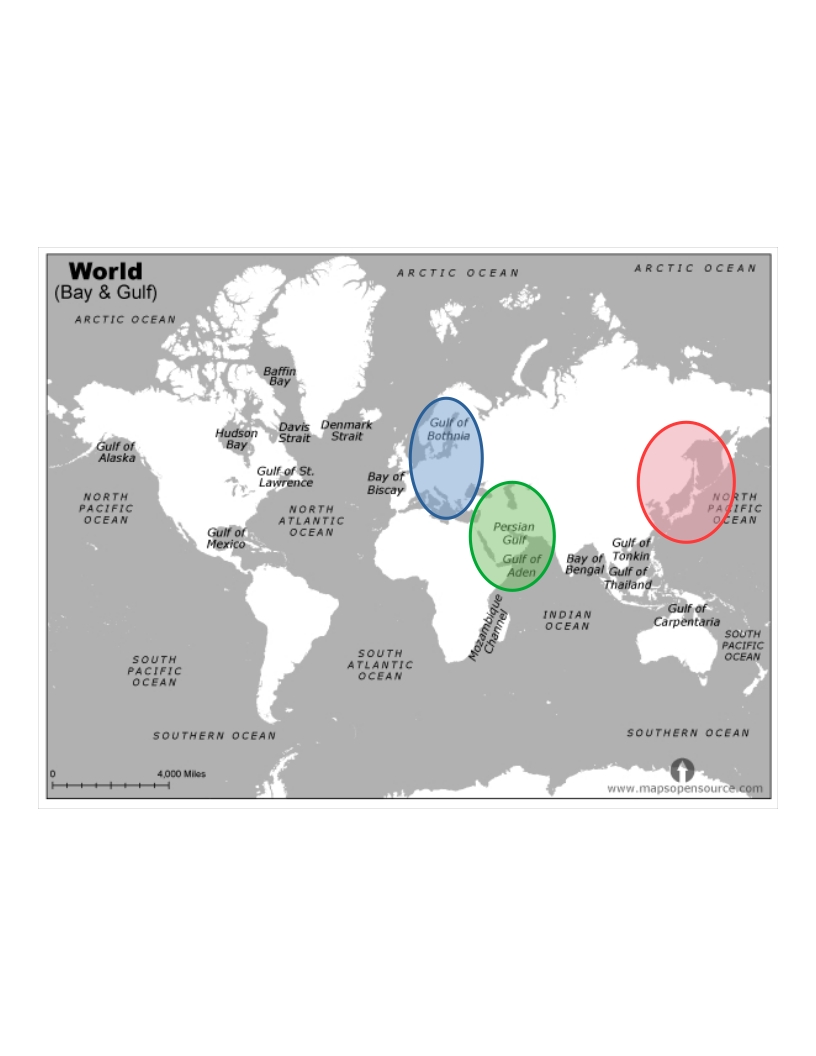 World
(Bay & Gulf)
ARCTIC OCEAN
ARCTIC OCEAN
ARCTIC OCEAN
Baffin
Bay
Gulf of
Alaska
Hudson
Bay
Davis
Strait
Denmark
Strait
Gulf of
Bothnia
Gulf of St.
Lawrence
Bay of
Biscay
NORTH
PACIFIC
OCEAN
NORTH
ATLANTIC
OCEAN
NORTH
PACIFIC
OCEAN
Gulf of
Mexico
Persian
Gulf
Gulf of
Aden
Bay of
Bengal
Gulf of
Tonkin
Gulf of
Thailand
Mozambique
Channel
INDIAN
OCEAN
Gulf of
Carpentaria
SOUTH
PACIFIC
OCEAN
SOUTH
PACIFIC
OCEAN
SOUTH
ATLANTIC
OCEAN
SOUTHERN OCEAN
SOUTHERN OCEAN
0 4,000 Miles
www.mapsopensource.com